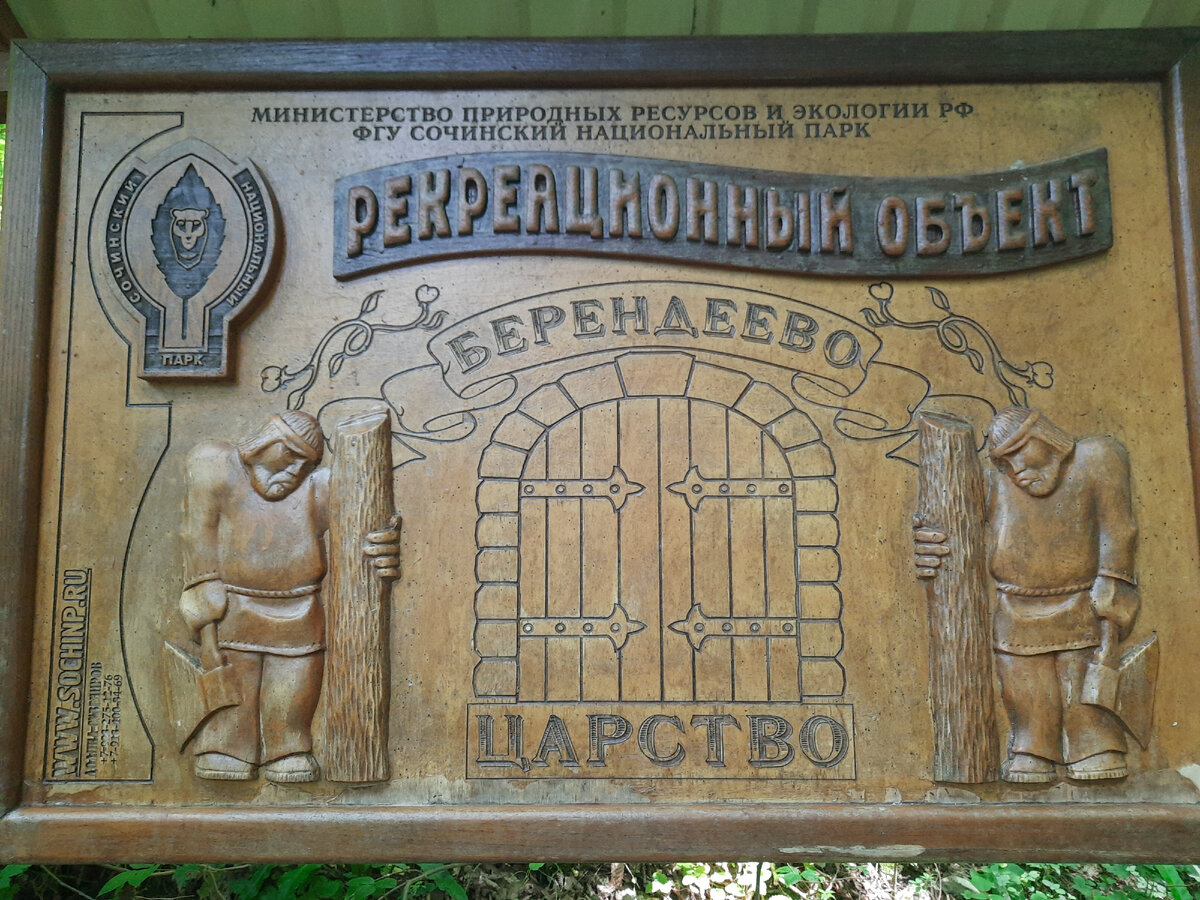 МИНИСТЕРСТВО ПРИРОДНЫХ РЕСУРСОВ И ЭКОЛОГИИ РФ
ФГУ СОЧИНСКИЙ НАЦИОНАЛЬНЫЙ ПАРК
РЕКРЕАЦИОННЫЙ ОБЪЕКТ
СОЧИНСКИЙ НАЦИОНАЛЬНЫЙ
ПАРК
БЕРЕНДЕЕВО
ЦАРСТВО
WWW.SOCHINP.RU